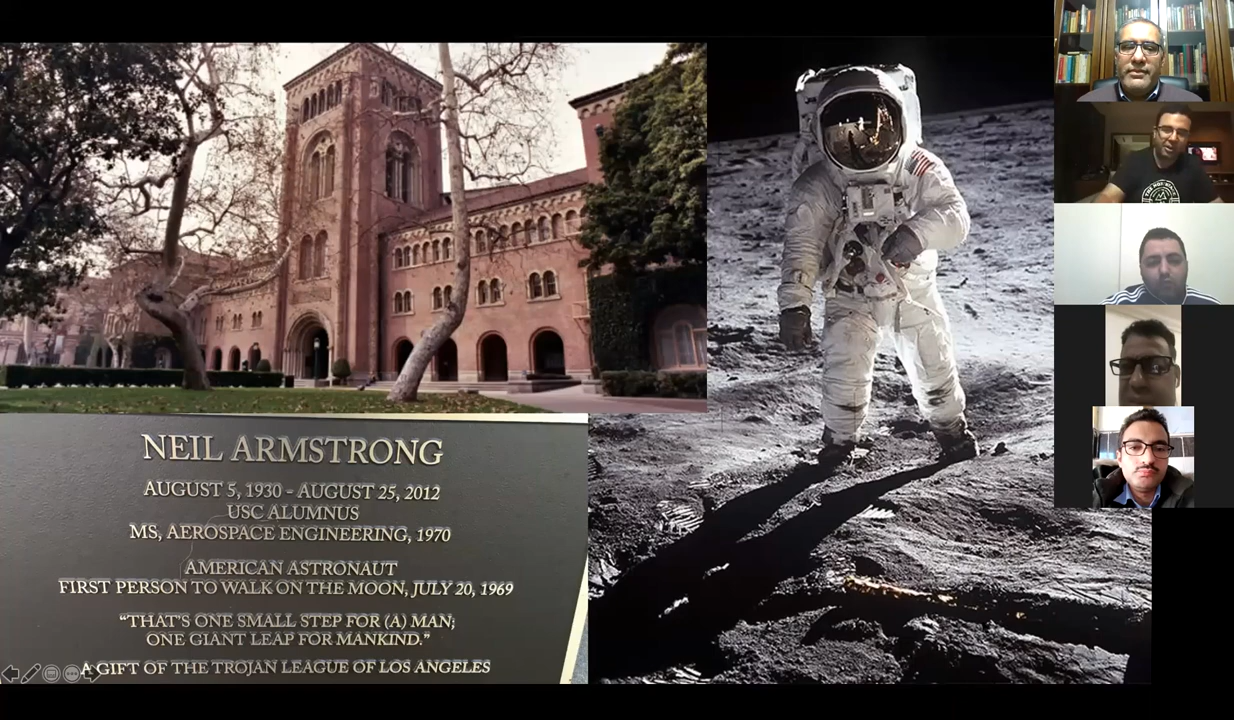 NEIL ARMSTRONG
AUGUST 5, 1930 – AUGUST 25, 2012
USC ALUMNUS
MS, AEROSPACE ENGINEERING, 1970
AMERICAN ASTRONAUT
FIRST PERSON TO WALK ON THE MOON, JULY 20, 1969
“THAT’S ONE SMALL STEP FOR (A) MAN;
ONE GIANT LEAP FOR MANKIND.”
A GIFT OF THE TROJAN LEAGUE OF LOS ANGELES